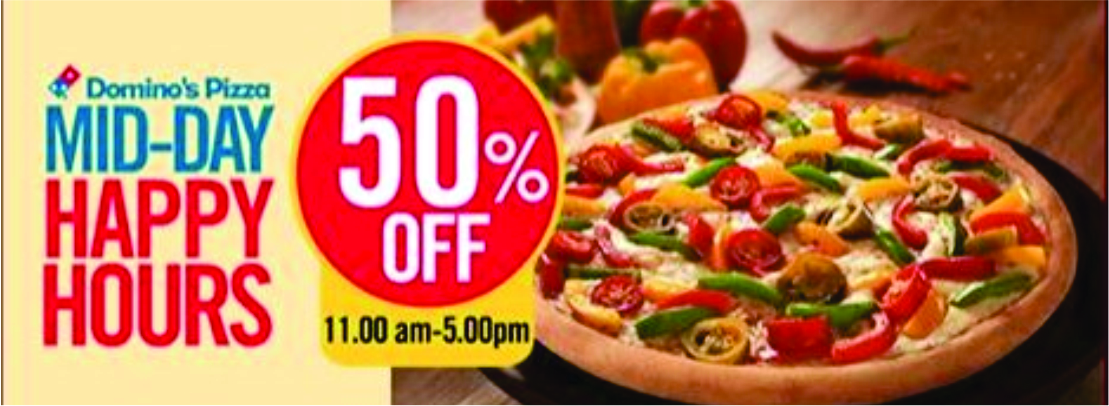 Domino's Pizza
MID-DAY
HAPPY
HOURS
50%
OFF
11.00 am-5.00pm